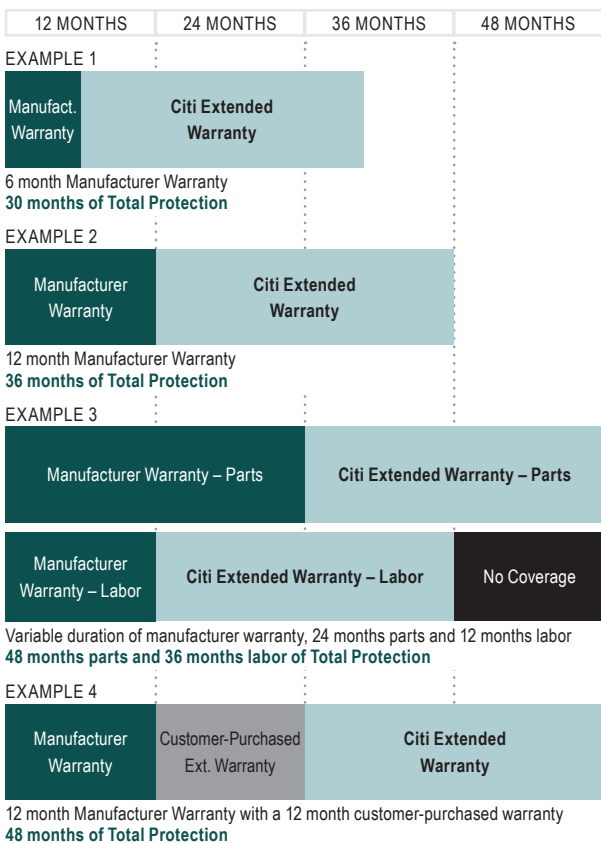 12 MONTHS 24 MONTHS 36 MONTHS 48 MONTHS
EXAMPLE 1
Manufact.
Warranty
Citi Extended
Warranty
6 month Manufacturer Warranty
30 months of Total Protection
EXAMPLE 2
Manufacturer
Warranty
Citi Extended
Warranty
12 month Manufacturer Warranty
36 months of Total Protection
EXAMPLE 3
Manufacturer Warranty – Parts
Citi Extended Warranty – Parts
Manufacturer
Warranty – Labor
Citi Extended Warranty – Labor
No Coverage
Variable duration of manufacturer warranty, 24 months parts and 12 months labor
48 months parts and 36 months labor of Total Protection
EXAMPLE 4
Manufacturer
Warranty
Customer-Purchased
Ext. Warranty
Citi Extended
Warranty
12 month Manufacturer Warranty with a 12 month customer-purchased warranty
48 months of Total Protection